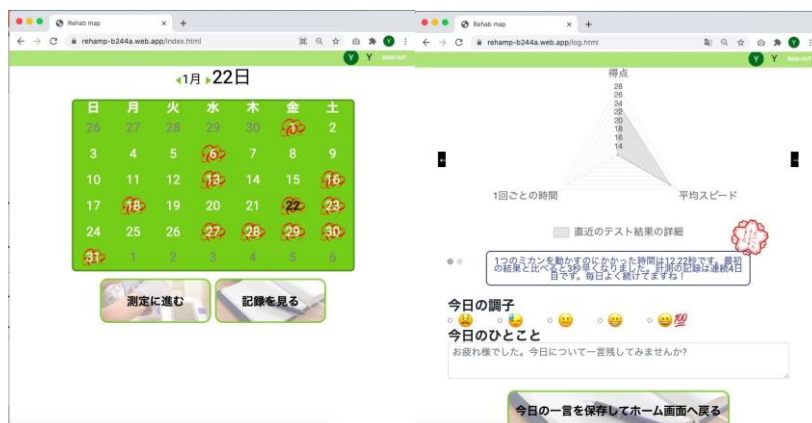 Rehab map
rehamp-b244a.web.app/index.html
Y
Y
SIGN OUT
1月 22日
日 月 火 水 木 金 土
26 27 28 29 30 1 2
3 4 5 6 7 8 9
10 11 12 13 14 15 16
17 18 19 20 21 22 23
24 25 26 27 28 29 30
31 1 2 3 4 5 6
測定に進む
記録を見る
Rehab map
rehamp-b244a.web.app/log.html
Y
Y
SIGN OUT
得点
28
26
24
22
20
18
16
14
1回ごとの時間
平均スピード
直近のテスト結果の詳細
1つのミカンを動かすのにかかった時間は12.22秒です。最初
の結果と比べると3秒早くなりました。計測の記録は連続4日
目です。毎日よく続けてますね！
今日の調子
今日のひとこと
お疲れ様でした。今日について一言残してみませんか?
今日の一言を保存してホーム画面へ戻る